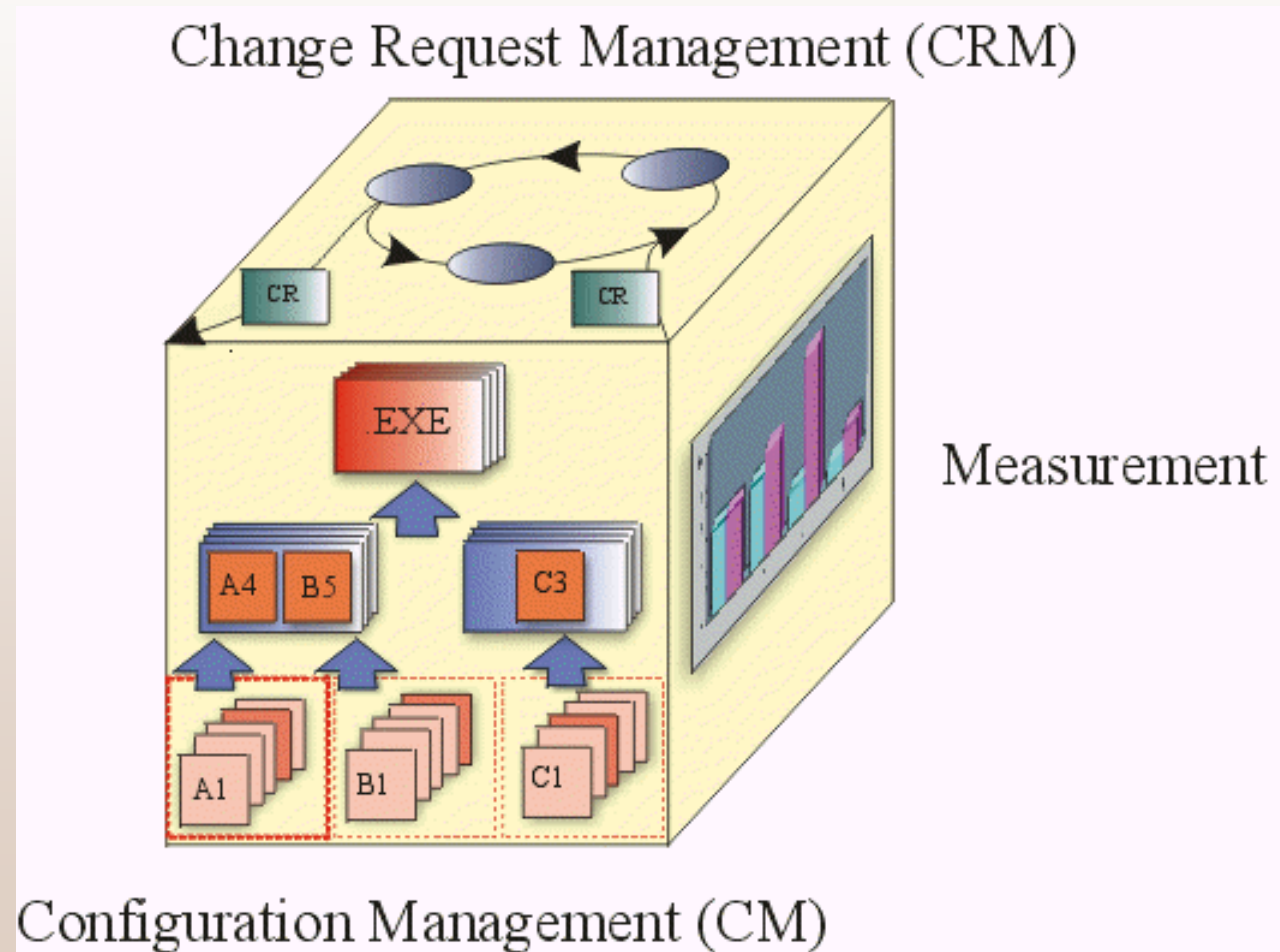 Change Request Management (CRM)
CR
CR
.EXE
Measurement
A4
B5
C3
A1
B1
C1
Configuration Management (CM)